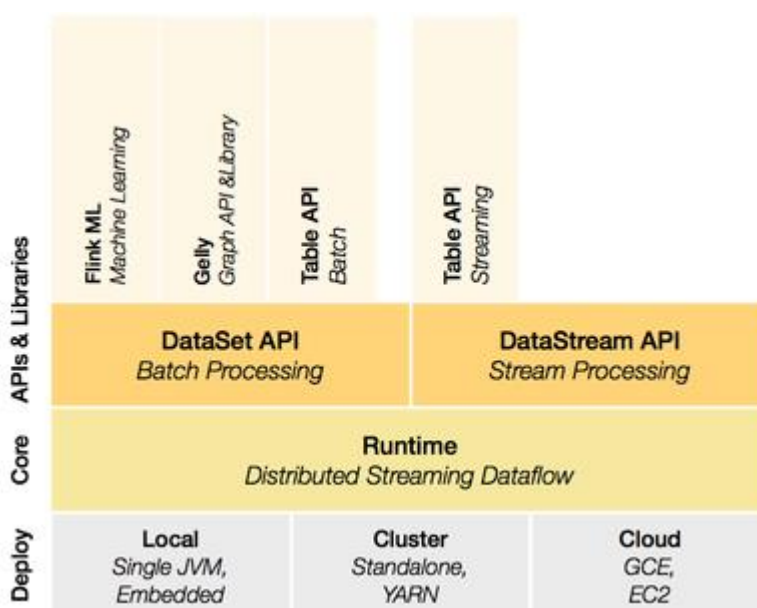 Flink ML
Machine Learning
Gelly
Graph API &Library
Table API
Batch
Table API
Streaming
APIs & Libraries
DataSet API
Batch Processing
DataStream API
Stream Processing
Core
Runtime
Distributed Streaming Dataflow
Deploy
Local
Single JVM,
Embedded
Cluster
Standalone,
YARN
Cloud
GCE,
EC2